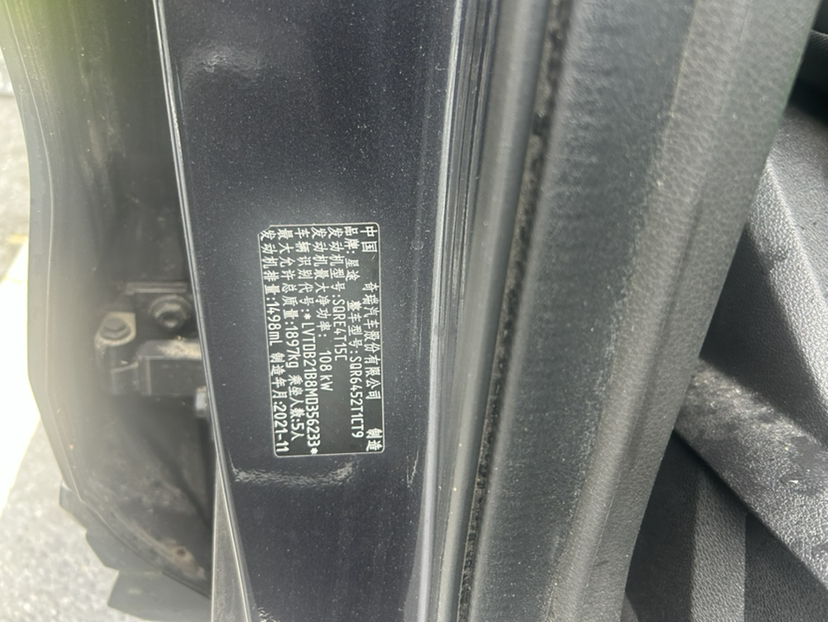 中国 奇瑞汽车股份有限公司 制造
品牌:星途 整车型号:SQR6452T1CT9
发动机型号:SQRE4T15C
发动机最大净功率:108kW
车辆识别代号:*LVTDB21B8MD356233*
最大允许总质量:1897kg 乘坐人数:5人
发动机排量:1498mL 制造年月:2021-11